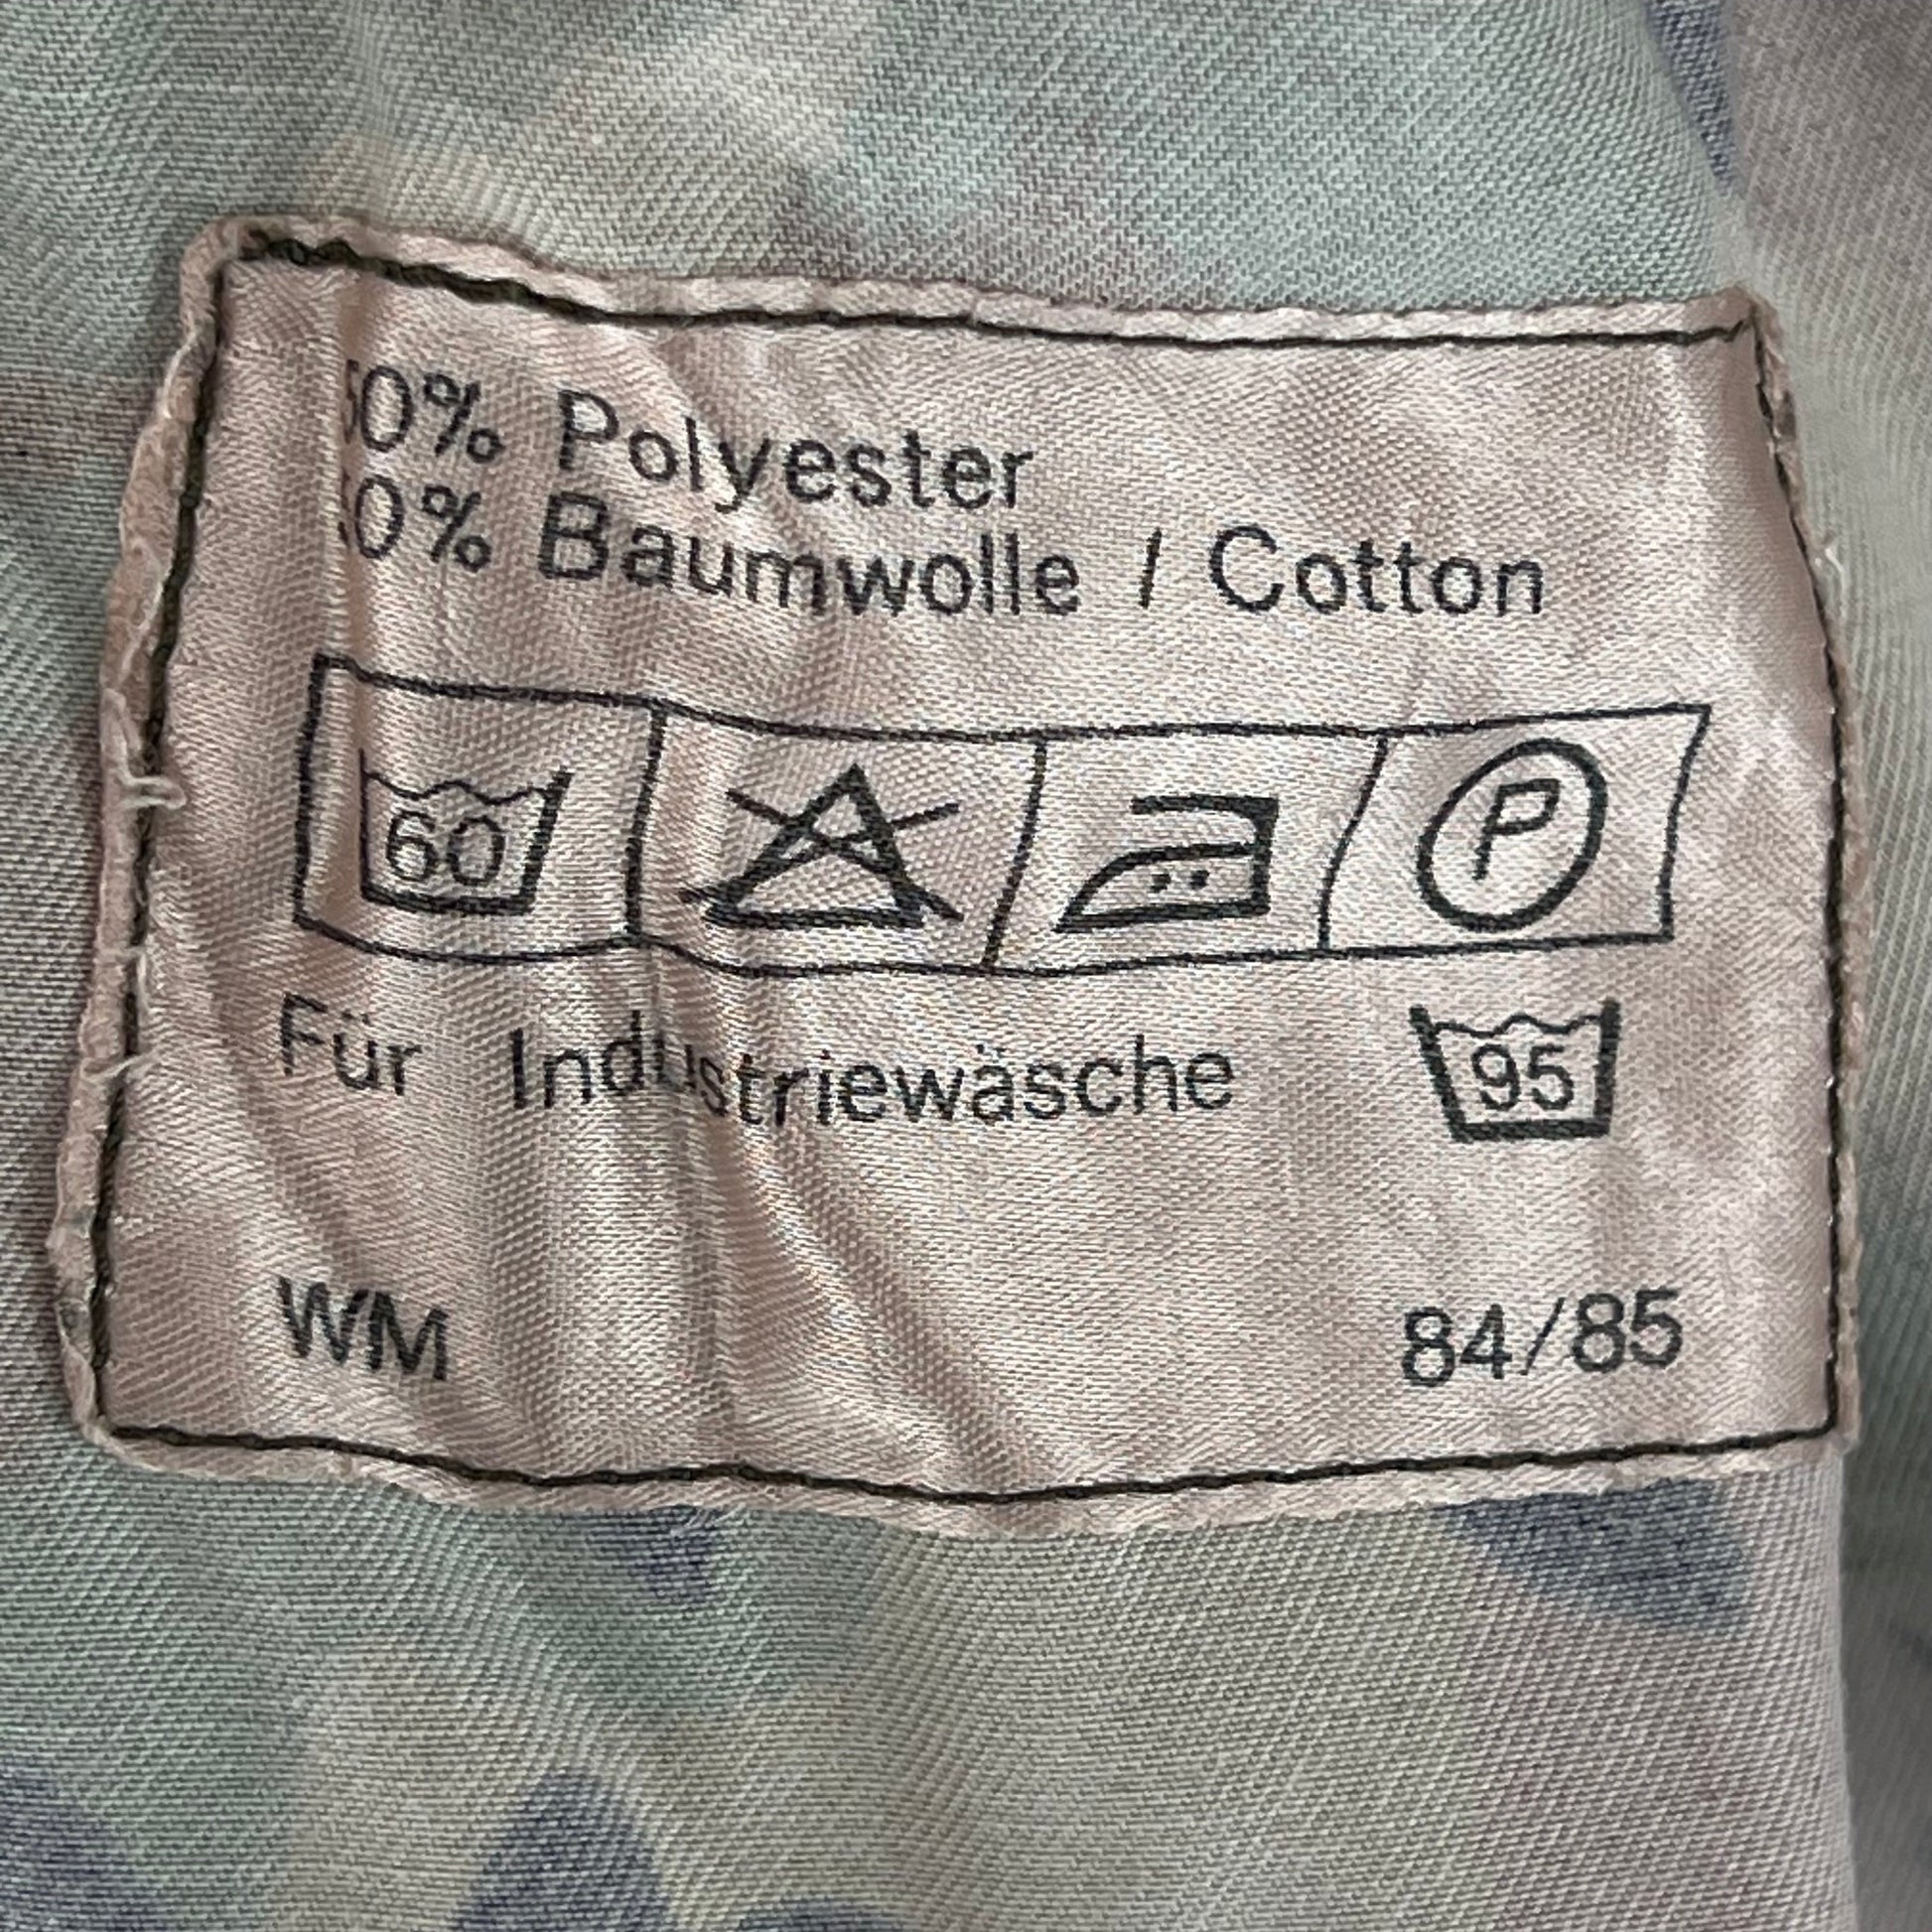 0% Polyester
0% Baumwolle / Cotton
60 P
Für Industriewäsche 95
WM 84/85